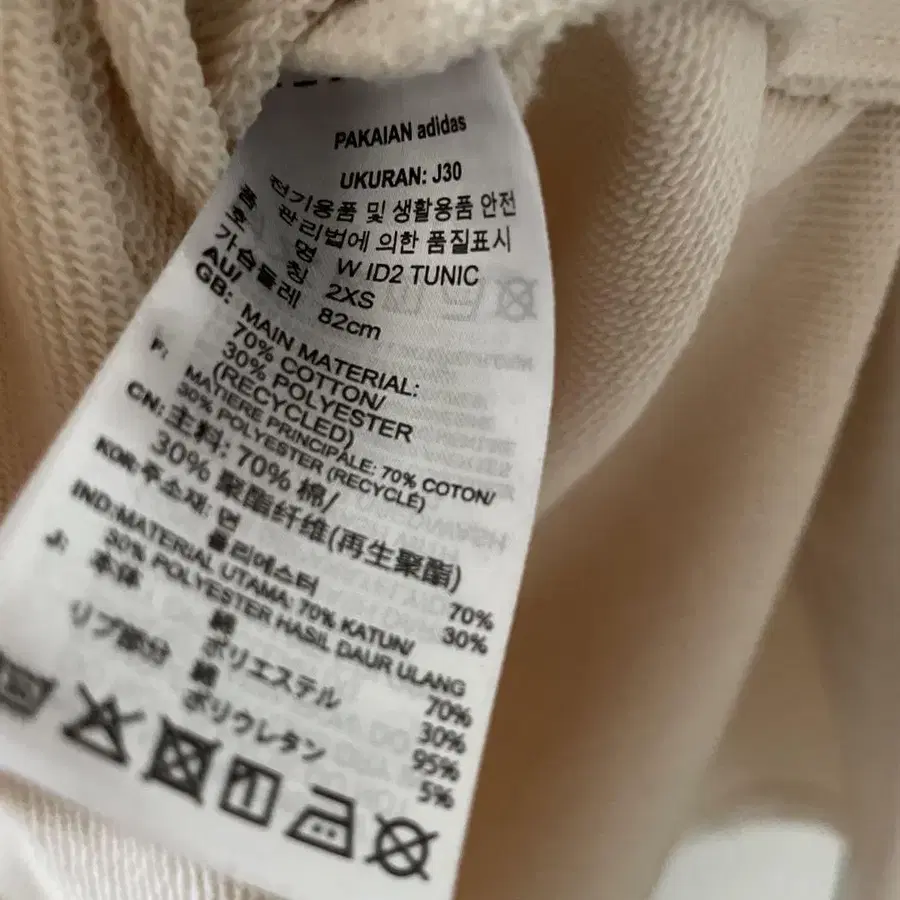 PAKAIAN adidas
UKURAN: J30
전기용품 및 생활용품 안전
관리법에 의한 품질표시
품 명 W ID2 TUNIC
호 칭 2XS
가슴둘레 82cm
AU/
GB: MAIN MATERIAL:
70% COTTON/
30% POLYESTER
(RECYCLED)
F: MATIERE PRINCIPALE: 70% COTON/
30% POLYESTER (RECYCLÉ)
CN: 主料: 70% 棉/
30% 聚酯纤维(再生聚酯)
KOR: 주소재: 면 70%
폴리에스터 30%
IND: MATERIAL UTAMA: 70% KATUN/
30% POLYESTER HASIL DAUR ULANG
J: 本体 綿 70%
ポリエステル 30%
リブ部分 綿 95%
ポリウレタン 5%